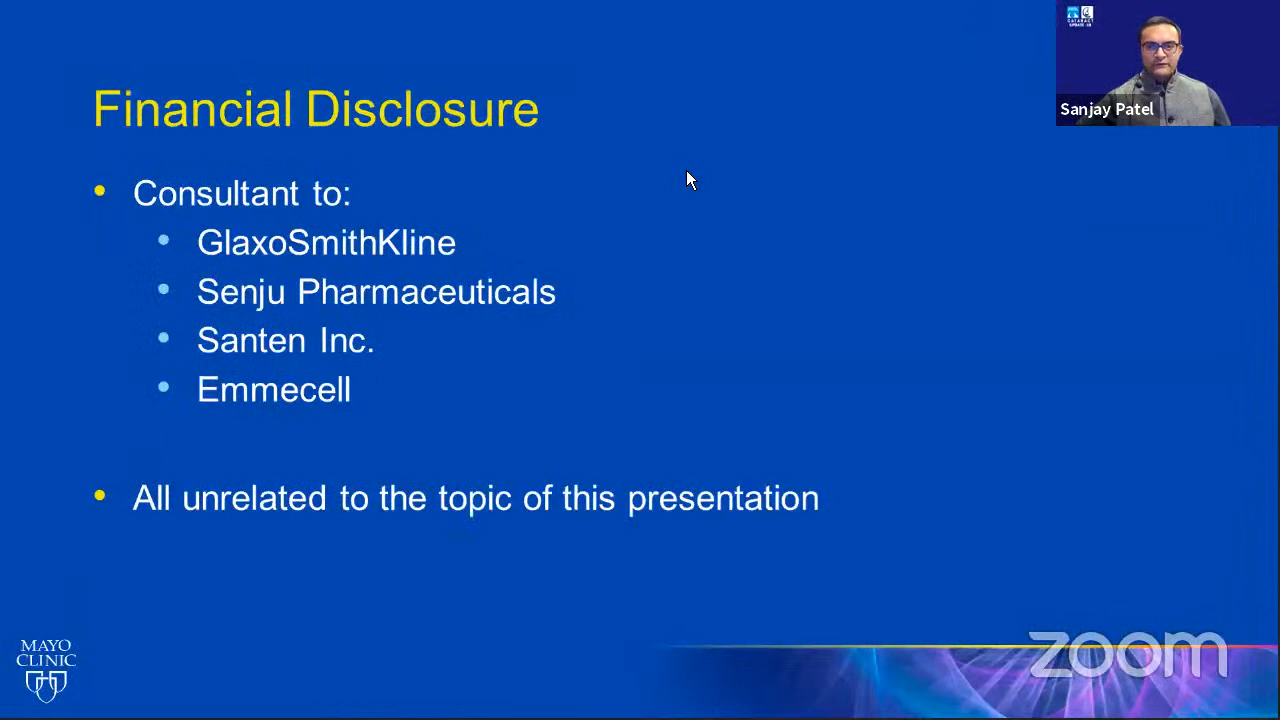 Financial Disclosure
Sanjay Patel
• Consultant to:
• GlaxoSmithKline
• Senju Pharmaceuticals
• Santen Inc.
• Emmecell
• All unrelated to the topic of this presentation
MAYO
CLINIC
zoom